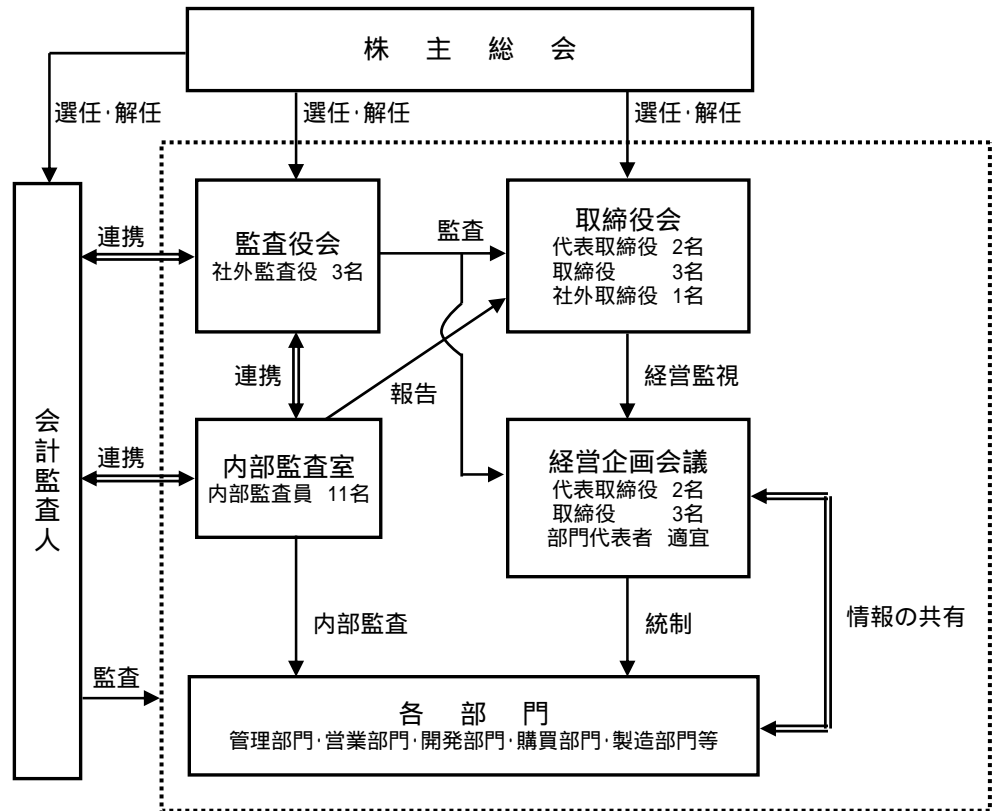 株 主 総 会
選任・解任
選任・解任
選任・解任
監査役会
社外監査役 3名
取締役会
代表取締役 2名
取締役 3名
社外取締役 1名
連携
監査
連携
報告
経営監視
会計監査人
連携
内部監査室
内部監査員 11名
経営企画会議
代表取締役 2名
取締役 3名
部門代表者 適宜
内部監査
統制
情報の共有
監査
各 部 門
管理部門・営業部門・開発部門・購買部門・製造部門等